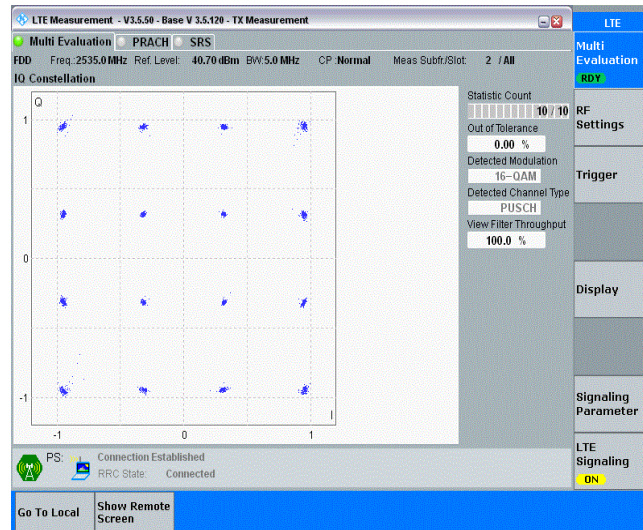 LTE Measurement - V3.5.50 - Base V 3.5.120 - TX Measurement
LTE
Multi Evaluation PRACH SRS
Multi Evaluation
RDY
FDD Freq.:2535.0 MHz Ref. Level: 40.70 dBm BW:5.0 MHz CP :Normal Meas Subfr./Slot: 2 / All
IQ Constellation
Q
1
0
-1
-1
0
1
I
Statistic Count
10 / 10
Out of Tolerance
0.00 %
Detected Modulation
16-QAM
Detected Channel Type
PUSCH
View Filter Throughput
100.0 %
RF Settings
Trigger
Display
Signaling Parameter
LTE Signaling
ON
PS: Connection Established
RRC State: Connected
A
Go To Local
Show Remote Screen